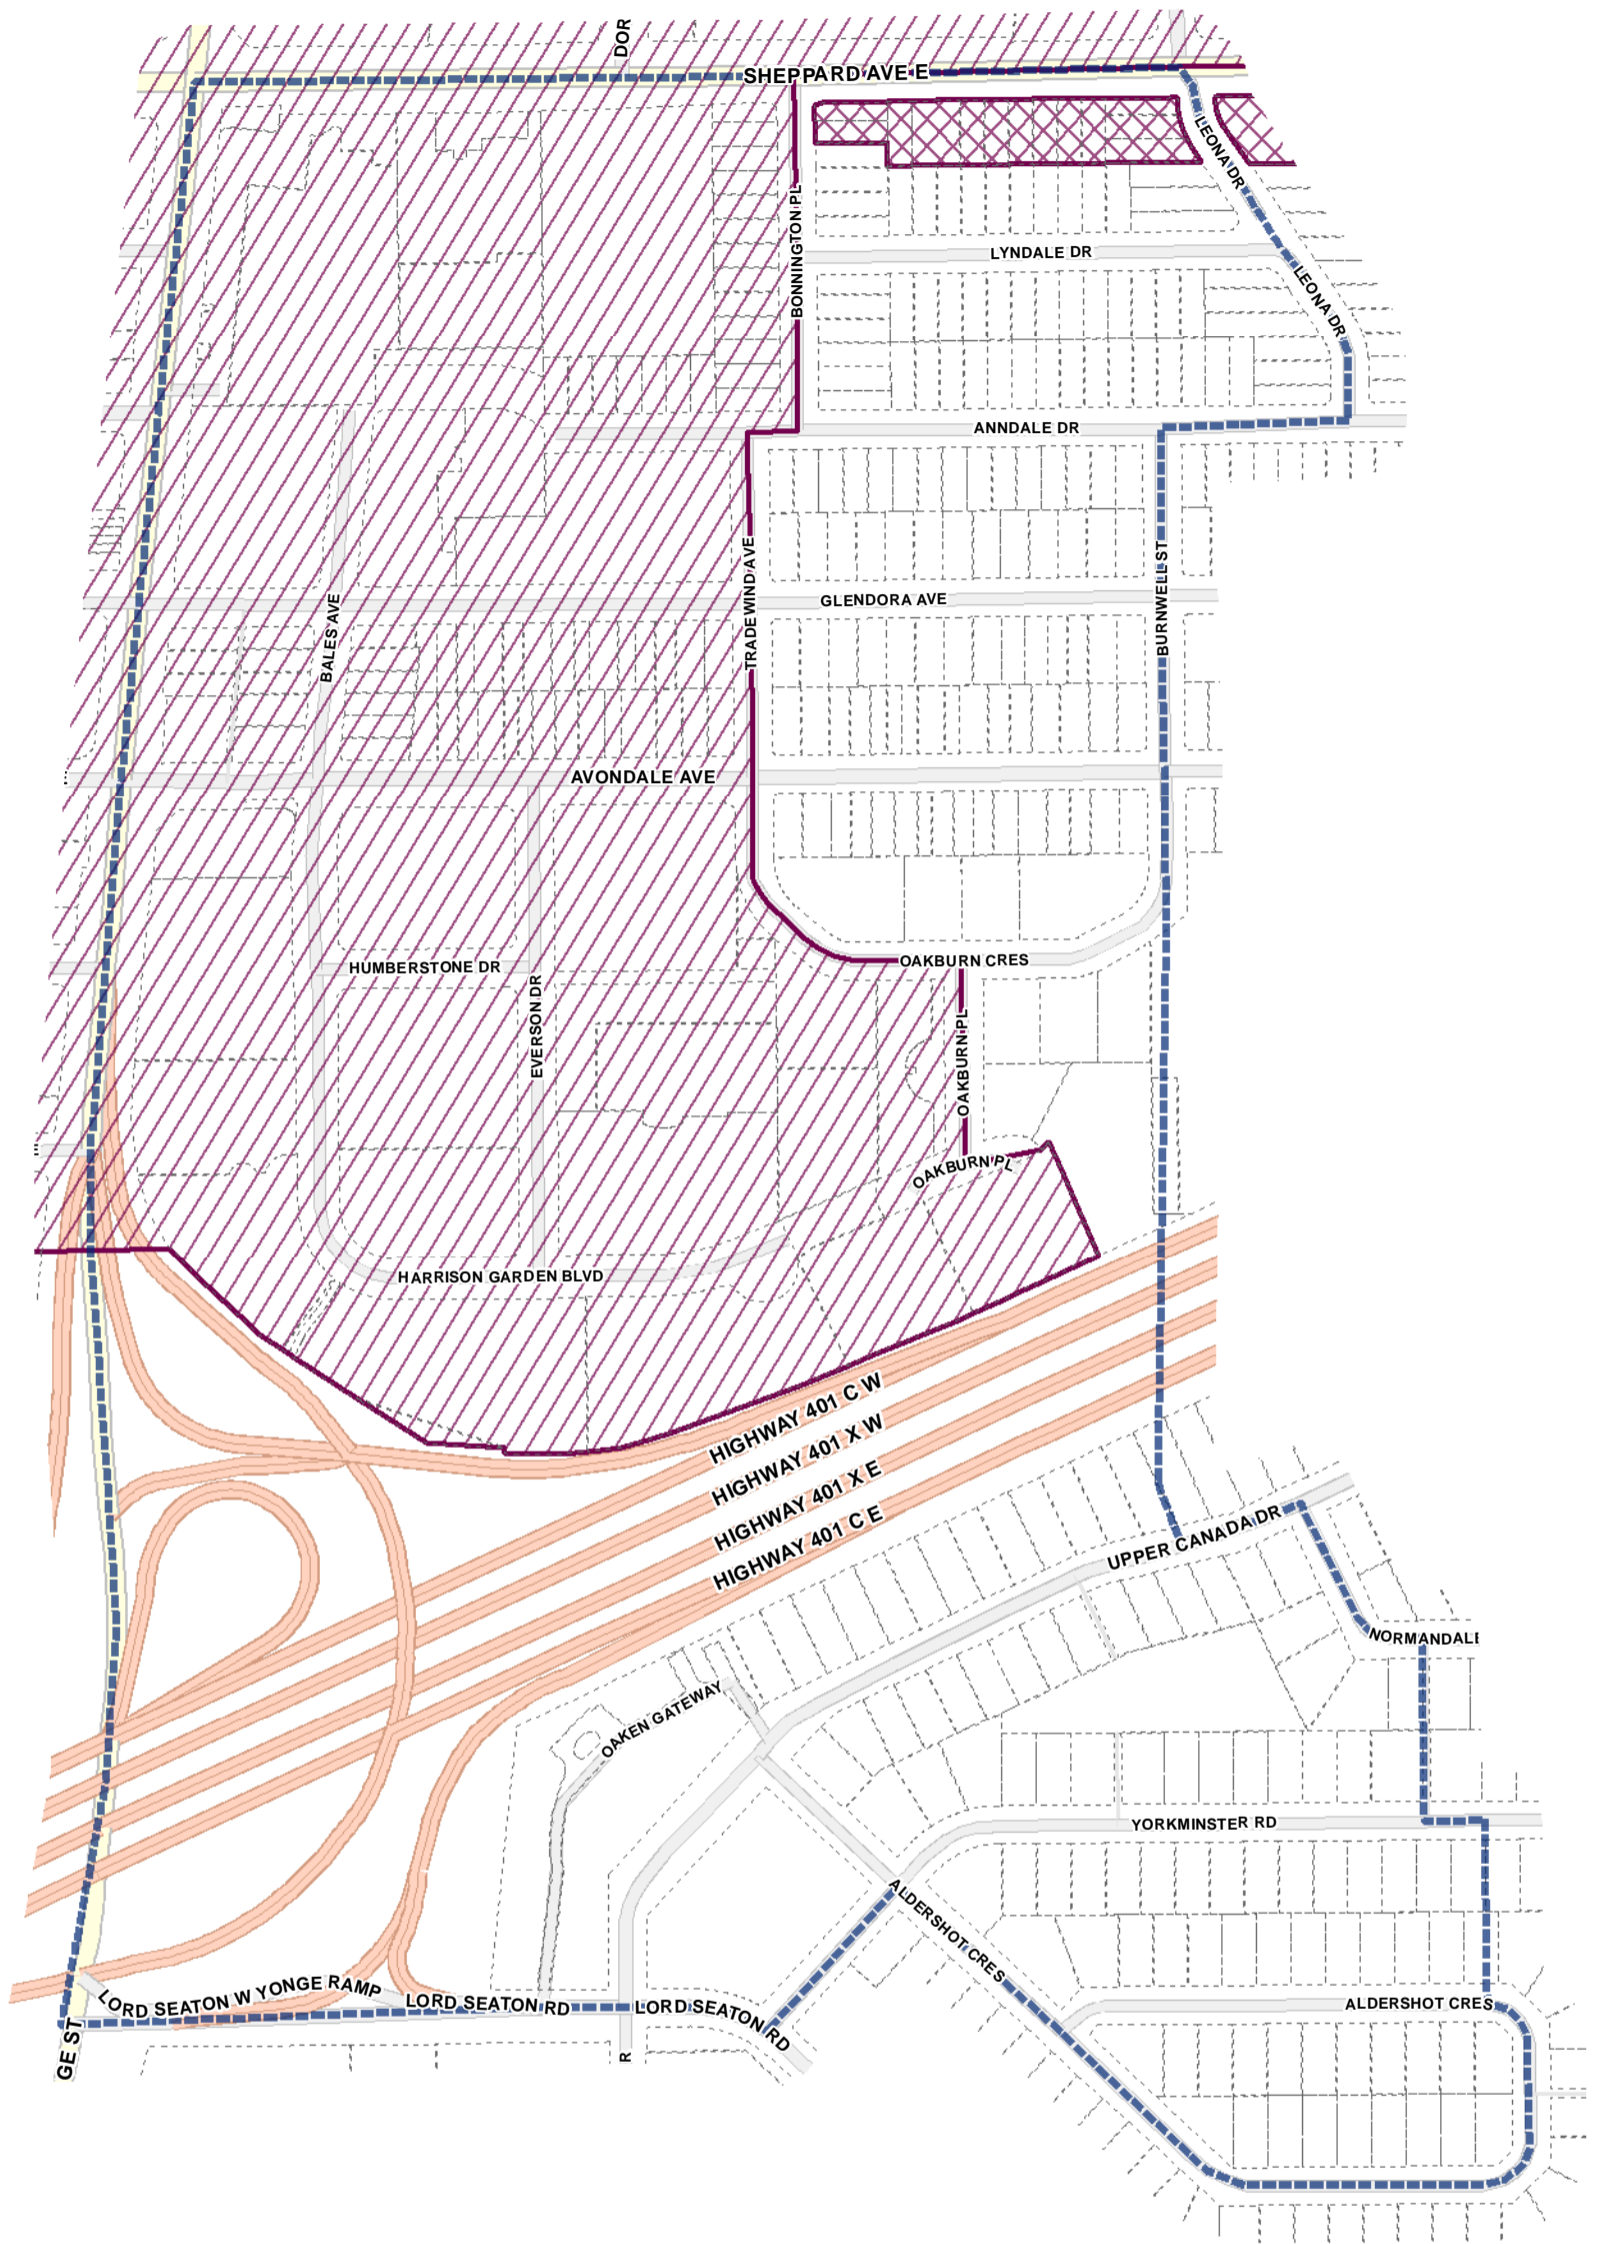 DOR
SHEPPARD AVE E
LEONA DR
BONNINGTON PL
LYNDALE DR
LEONA DR
ANNDALE DR
TRADEWIND AVE
BURNWELL ST
BALES AVE
GLENDORA AVE
AVONDALE AVE
HUMBERSTONE DR
EVERSON DR
OAKBURN CRES
OAKBURN PL
OAKBURN PL
HARRISON GARDEN BLVD
HIGHWAY 401 C W
HIGHWAY 401 X W
HIGHWAY 401 X E
HIGHWAY 401 C E
UPPER CANADA DR
NORMANDALE
OAKEN GATEWAY
YORKMINSTER RD
ALDERSHOT CRES
LORD SEATON W YONGE RAMP
LORD SEATON RD
LORD SEATON RD
ALDERSHOT CRES
GE ST
R